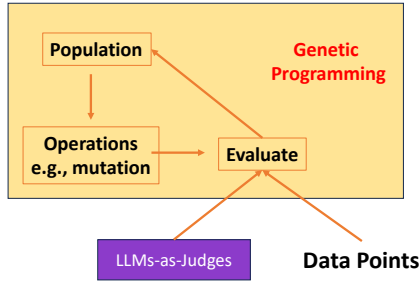 Population
Genetic
Programming
Operations
e.g., mutation
Evaluate
LLMs-as-Judges
Data Points